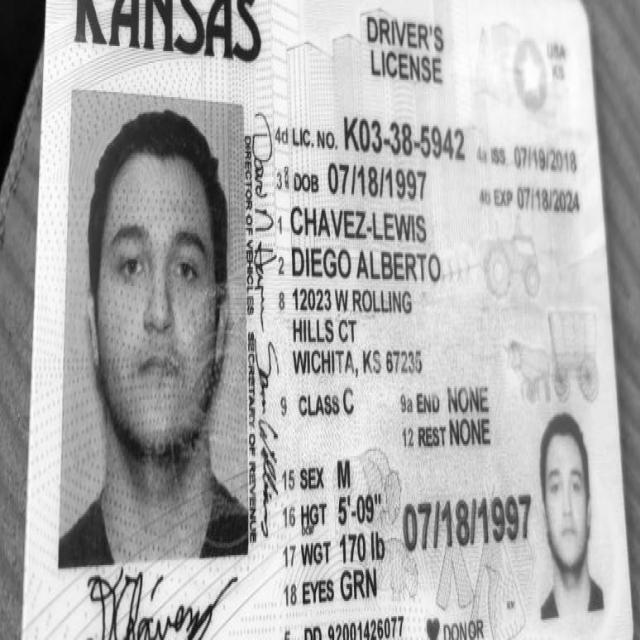 KANSAS
DRIVER'S
LICENSE
USA
KS
4d LIC. NO. K03-38-5942
4a ISS 07/19/2018
3 DOB 07/18/1997
4b EXP 07/18/2024
1 CHAVEZ-LEWIS
2 DIEGO ALBERTO
8 12023 W ROLLING
HILLS CT
WICHITA, KS 67235
9 CLASS C
9a END NONE
12 REST NONE
15 SEX M
16 HGT 5'-09"
07/18/1997
17 WGT 170 lb
18 EYES GRN
5 DD 92001426077
DONOR
DIRECTOR OF VEHICLES
SECRETARY OF REVENUE
DChávez